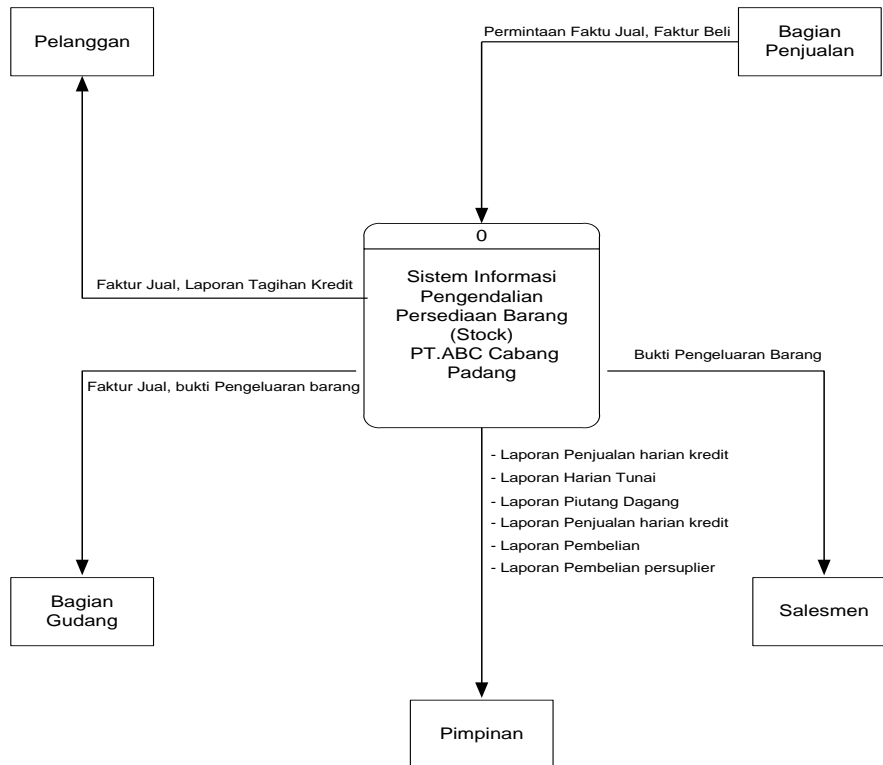 Pelanggan
Permintaan Faktu Jual, Faktur Beli
Bagian
Penjualan
0
Sistem Informasi
Pengendalian
Persediaan Barang
(Stock)
PT.ABC Cabang
Padang
Faktur Jual, Laporan Tagihan Kredit
Faktur Jual, bukti Pengeluaran barang
Bukti Pengeluaran Barang
- Laporan Penjualan harian kredit
- Laporan Harian Tunai
- Laporan Piutang Dagang
- Laporan Penjualan harian kredit
- Laporan Pembelian
- Laporan Pembelian persuplier
Bagian
Gudang
Salesmen
Pimpinan